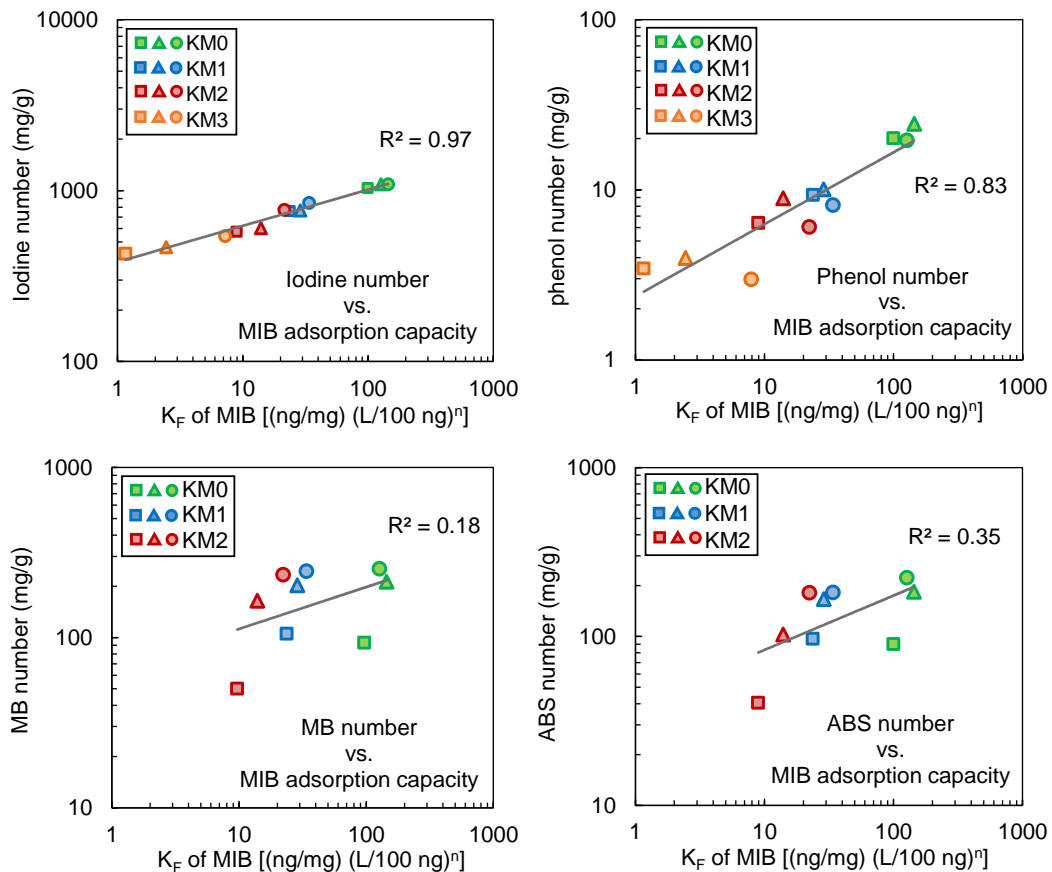 10000
1000
100
Iodine number (mg/g)
KM0
KM1
KM2
KM3
R² = 0.97
Iodine number
vs.
MIB adsorption capacity
1 10 100 1000
K_F of MIB [(ng/mg) (L/100 ng)ⁿ]
100
10
1
phenol number (mg/g)
KM0
KM1
KM2
KM3
R² = 0.83
Phenol number
vs.
MIB adsorption capacity
1 10 100 1000
K_F of MIB [(ng/mg) (L/100 ng)ⁿ]
1000
100
10
MB number (mg/g)
KM0
KM1
KM2
R² = 0.18
MB number
vs.
MIB adsorption capacity
1 10 100 1000
K_F of MIB [(ng/mg) (L/100 ng)ⁿ]
1000
100
10
ABS number (mg/g)
KM0
KM1
KM2
R² = 0.35
ABS number
vs.
MIB adsorption capacity
1 10 100 1000
K_F of MIB [(ng/mg) (L/100 ng)ⁿ]